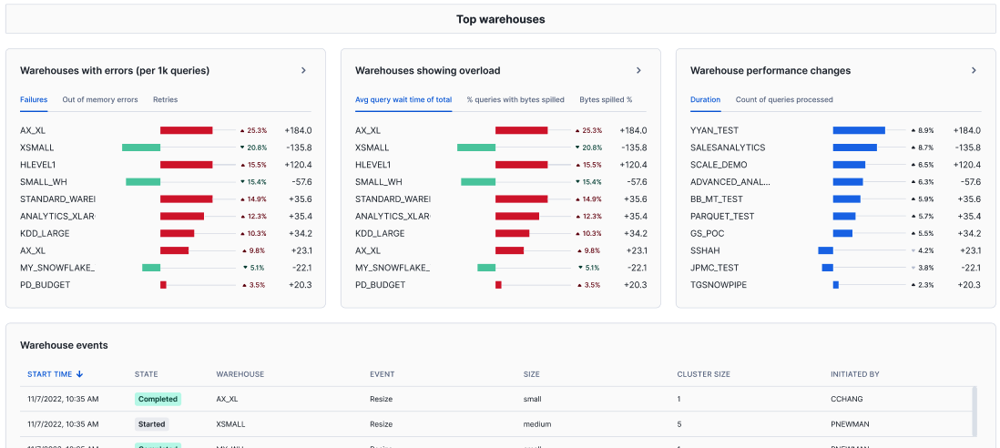 Top warehouses
Warehouses with errors (per 1k queries)
Failures Out of memory errors Retries
AX_XL 25.3% +184.0
XSMALL 20.8% -135.8
HLEVEL1 15.5% +120.4
SMALL_WH 15.4% -57.6
STANDARD_WAREI 14.9% +35.6
ANALYTICS_XLAR 12.3% +35.4
KDD_LARGE 10.3% +34.2
AX_XL 9.8% +23.1
MY_SNOWFLAKE_ 5.1% -22.1
PD_BUDGET 3.5% +20.3
Warehouses showing overload
Avg query wait time of total % queries with bytes spilled Bytes spilled %
AX_XL 25.3% +184.0
XSMALL 20.8% -135.8
HLEVEL1 15.5% +120.4
SMALL_WH 15.4% -57.6
STANDARD_WAREI 14.9% +35.6
ANALYTICS_XLAR 12.3% +35.4
KDD_LARGE 10.3% +34.2
AX_XL 9.8% +23.1
MY_SNOWFLAKE_ 5.1% -22.1
PD_BUDGET 3.5% +20.3
Warehouse performance changes
Duration Count of queries processed
YYAN_TEST 8.9% +184.0
SALESANALYTICS 8.7% -135.8
SCALE_DEMO 6.5% +120.4
ADVANCED_ANAL... 6.3% -57.6
BB_MT_TEST 5.9% +35.6
PARQUET_TEST 5.7% +35.4
GS_POC 5.5% +34.2
SSHAH 4.2% +23.1
JPMC_TEST 3.8% -22.1
TGSNOWPIPE 2.3% +20.3
Warehouse events
START TIME STATE WAREHOUSE EVENT SIZE CLUSTER SIZE INITIATED BY
11/7/2022, 10:35 AM Completed AX_XL Resize small 1 CCHANG
11/7/2022, 10:35 AM Started XSMALL Resize medium 5 PNEWMAN